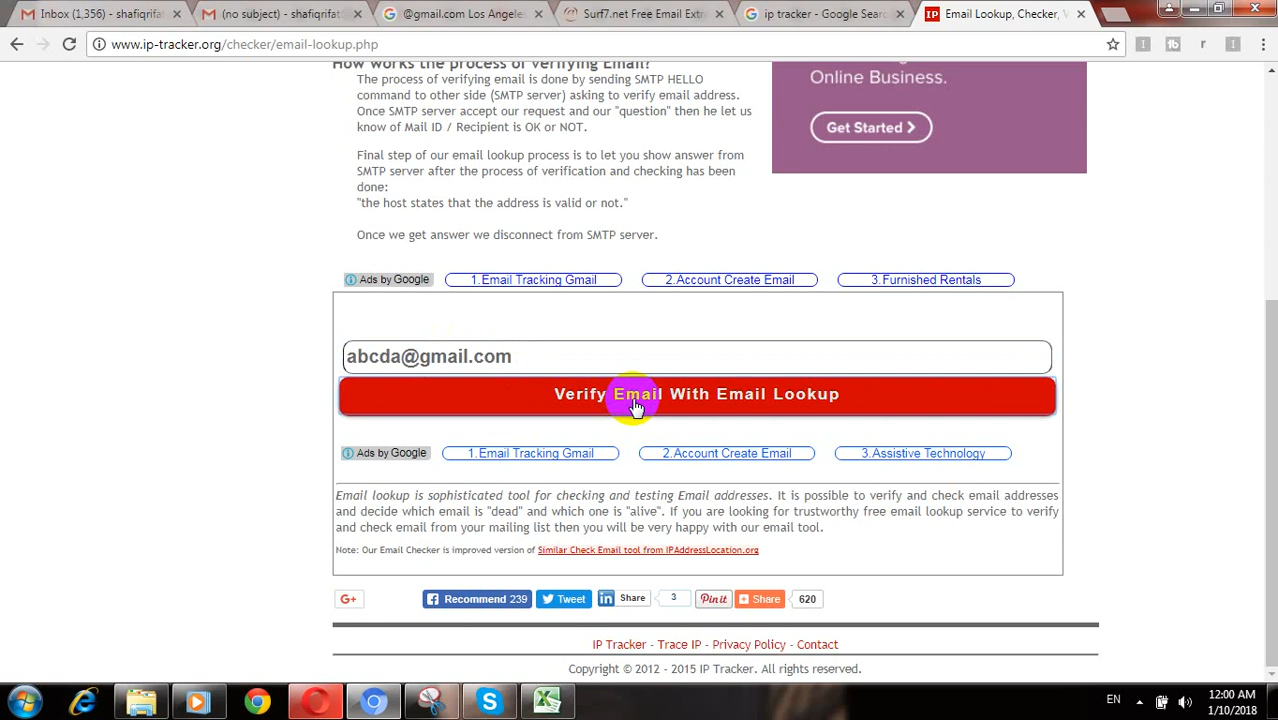 Inbox (1,356) - shafiqrifat
(no subject) - shafiqrifat
@gmail.com Los Angeles
Surf7.net Free Email Extr
ip tracker - Google Searc
IP Email Lookup, Checker, V
www.ip-tracker.org/checker/email-lookup.php
How works the process of verifying Email?
The process of verifying email is done by sending SMTP HELLO
command to other side (SMTP server) asking to verify email address.
Once SMTP server accept our request and our "question" then he let us
know of Mail ID / Recipient is OK or NOT.
Final step of our email lookup process is to let you show answer from
SMTP server after the process of verification and checking has been
done:
"the host states that the address is valid or not."
Once we get answer we disconnect from SMTP server.
Online Business.
Get Started
Ads by Google
1.Email Tracking Gmail
2.Account Create Email
3.Furnished Rentals
abcda@gmail.com
Verify Email With Email Lookup
Ads by Google
1.Email Tracking Gmail
2.Account Create Email
3.Assistive Technology
Email lookup is sophisticated tool for checking and testing Email addresses. It is possible to verify and check email addresses
and decide which email is "dead" and which one is "alive". If you are looking for trustworthy free email lookup service to verify
and check email from your mailing list then you will be very happy with our email tool.
Note: Our Email Checker is improved version of Similar Check Email tool from IPAddressLocation.org
G+
Recommend 239
Tweet
in Share 3
Pin it
Share 620
IP Tracker - Trace IP - Privacy Policy - Contact
Copyright © 2012 - 2015 IP Tracker. All rights reserved.
EN
12:00 AM
1/10/2018